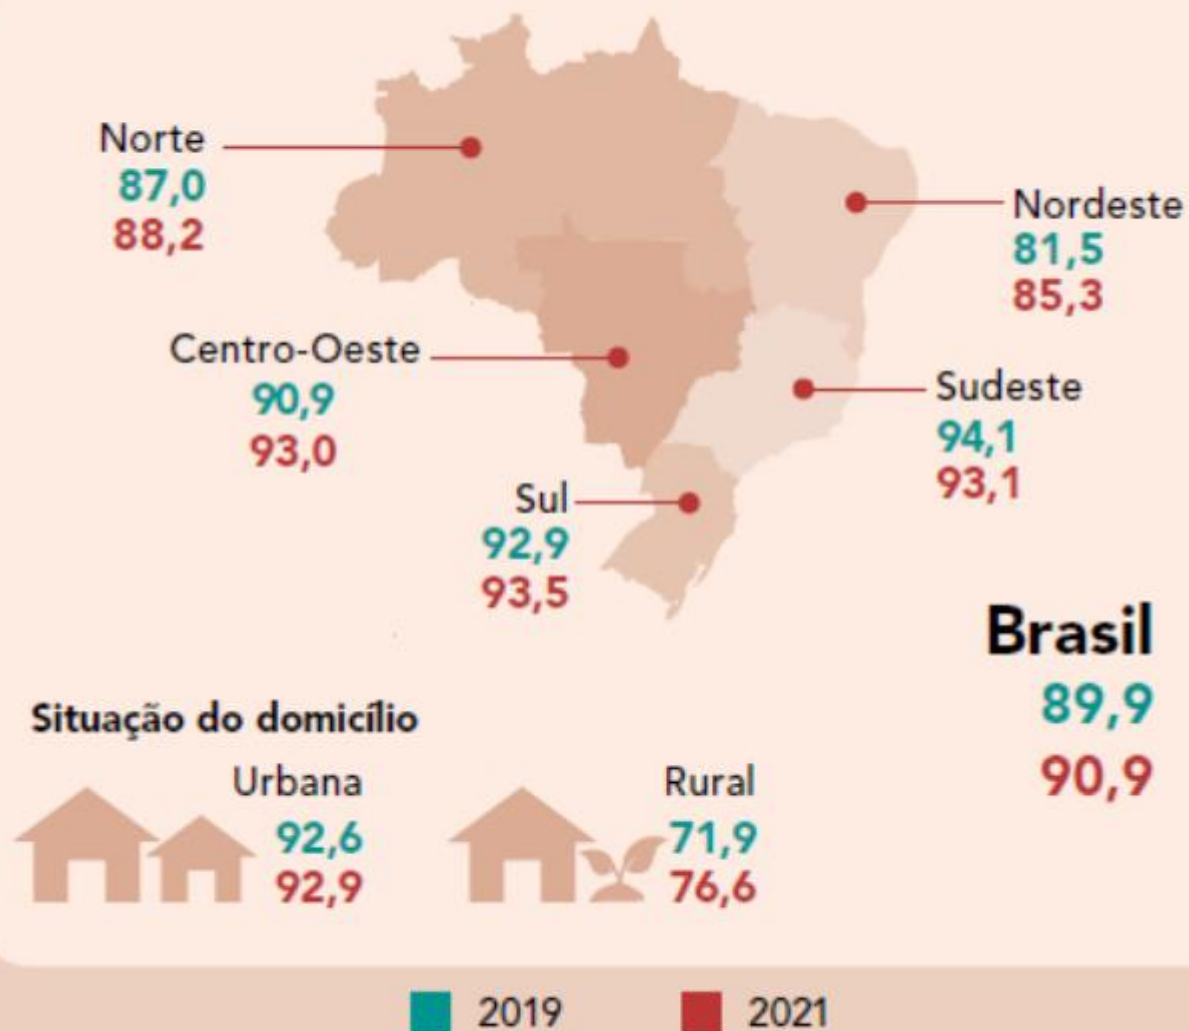 Norte
87,0
88,2
Nordeste
81,5
85,3
Centro-Oeste
90,9
93,0
Sudeste
94,1
93,1
Sul
92,9
93,5
Brasil
89,9
90,9
Situação do domicílio
Urbana
92,6
92,9
Rural
71,9
76,6
2019 2021